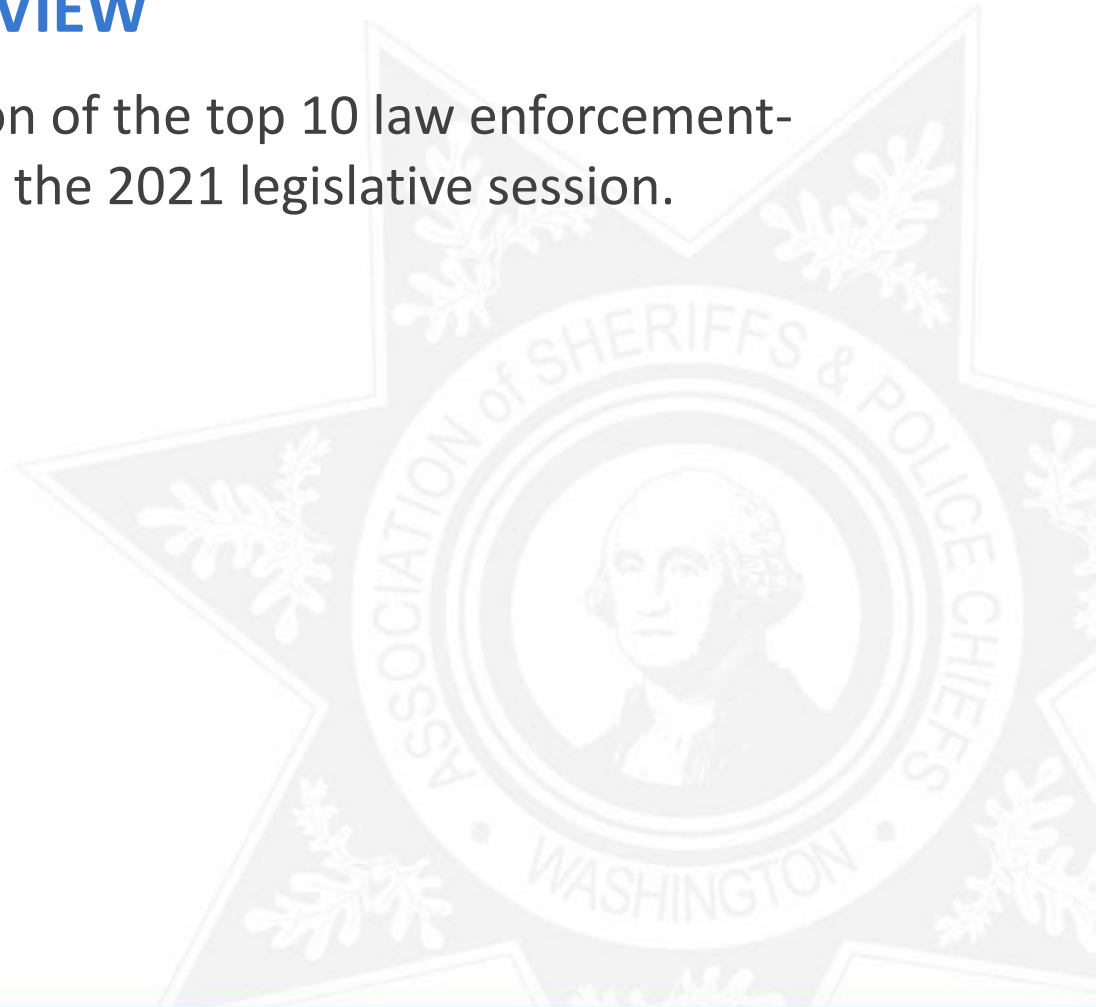 VIEW
on of the top 10 law enforcement-
the 2021 legislative session.
ASSOCIATION of SHERIFFS & POLICE CHIEFS
WASHINGTON